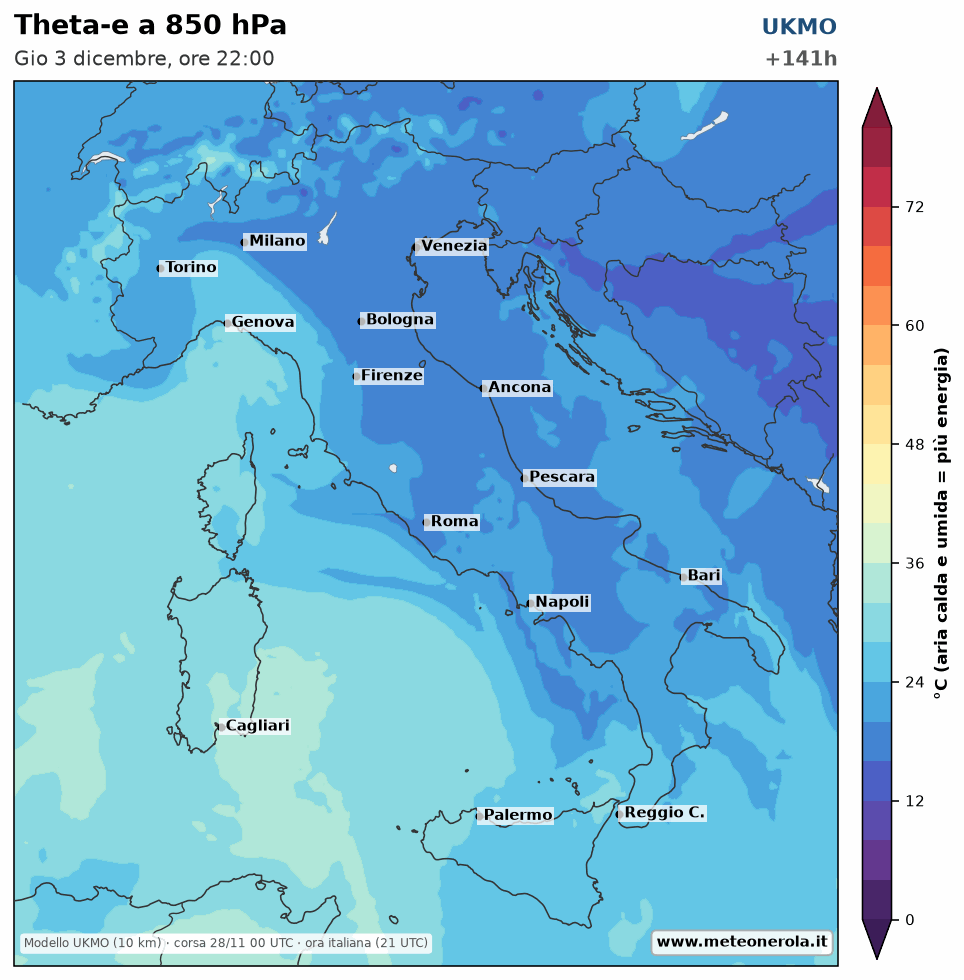 Theta-e a 850 hPa
UKMO
Gio 3 dicembre, ore 22:00
+141h
Milano
Venezia
Torino
Genova
Bologna
Firenze
Ancona
Pescara
Roma
Bari
Napoli
Cagliari
Palermo
Reggio C.
72
60
48
36
24
12
0
°C (aria calda e umida = più energia)
Modello UKMO (10 km) · corsa 28/11 00 UTC · ora italiana (21 UTC)
www.meteonerola.it